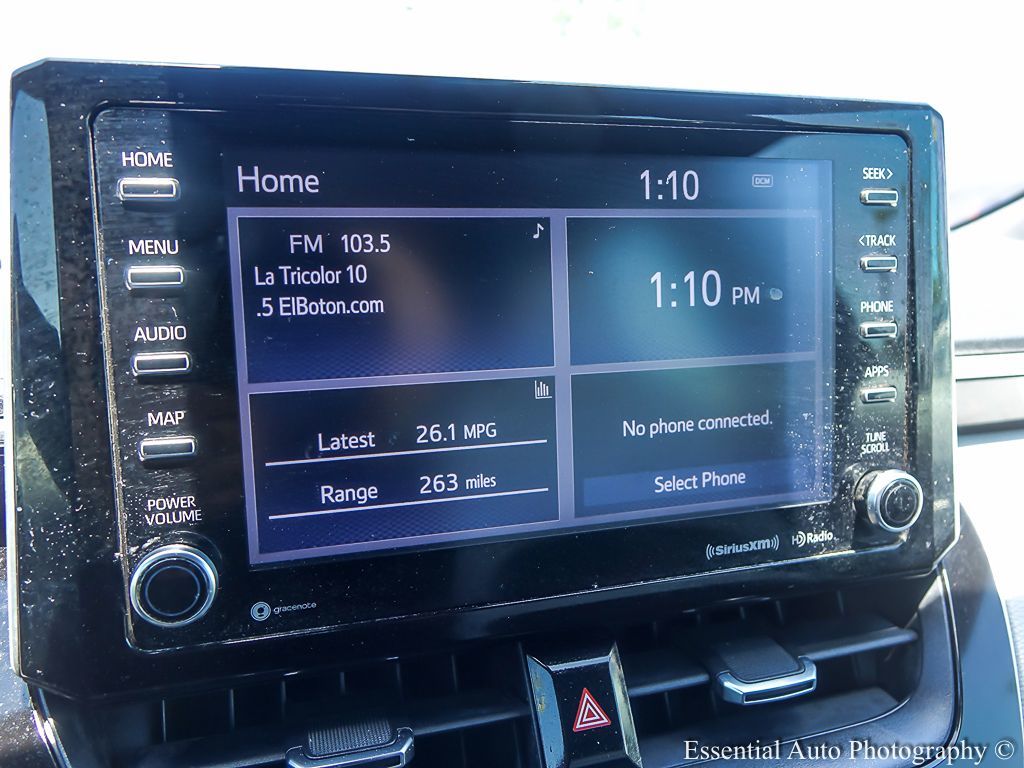 HOME
MENU
AUDIO
MAP
POWER
VOLUME
Home
1:10
DCM
FM 103.5
La Tricolor 10
.5 ElBoton.com
1:10 PM
Latest 26.1 MPG
Range 263 miles
No phone connected.
Select Phone
SEEK>
<TRACK
PHONE
APPS
TUNE
SCROLL
gracenote
((SiriusXM))
HD Radio
Essential Auto Photography ©